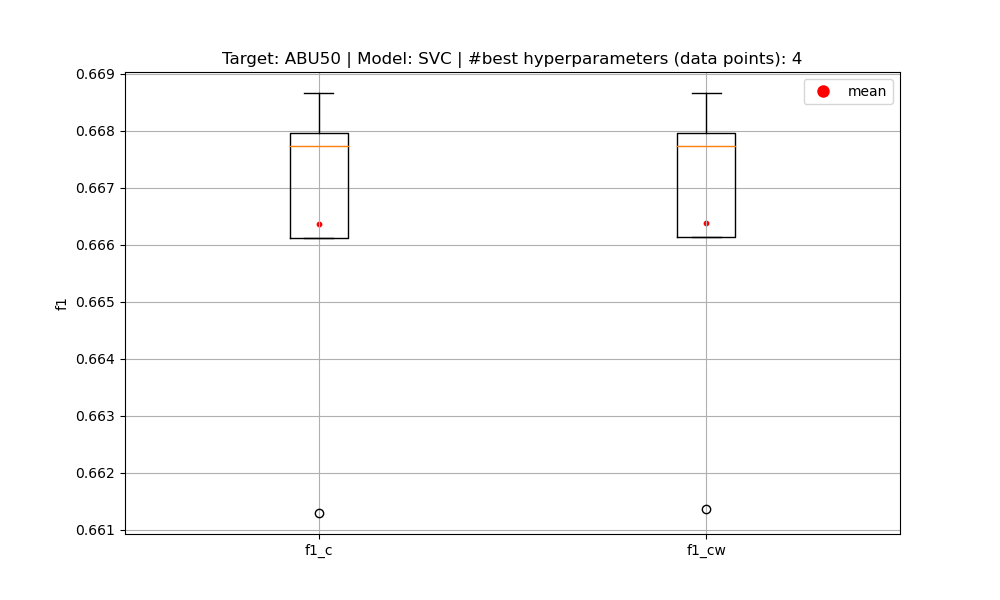 Target: ABU50 | Model: SVC | #best hyperparameters (data points): 4
mean
0.669
0.668
0.667
0.666
0.665
0.664
0.663
0.662
0.661
f1
f1_c
f1_cw